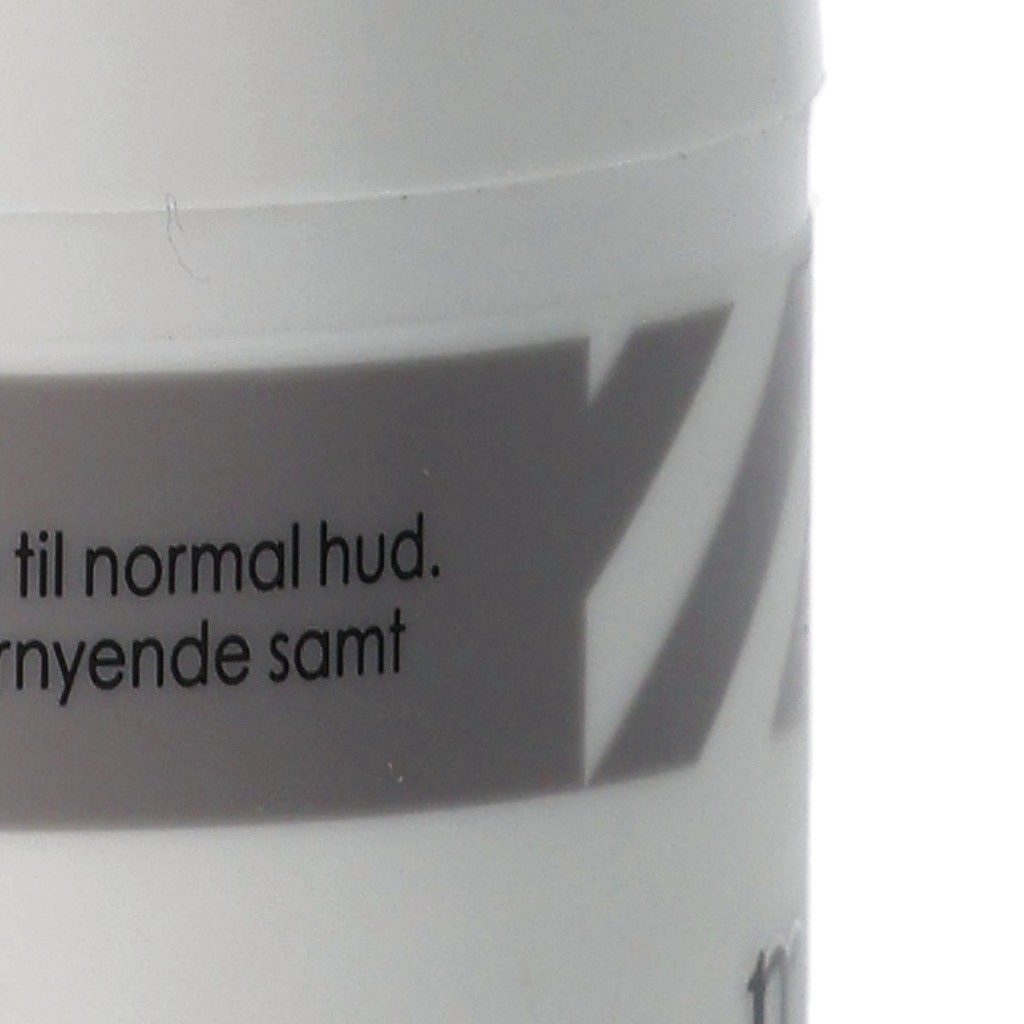 til normal hud.
rnyende samt